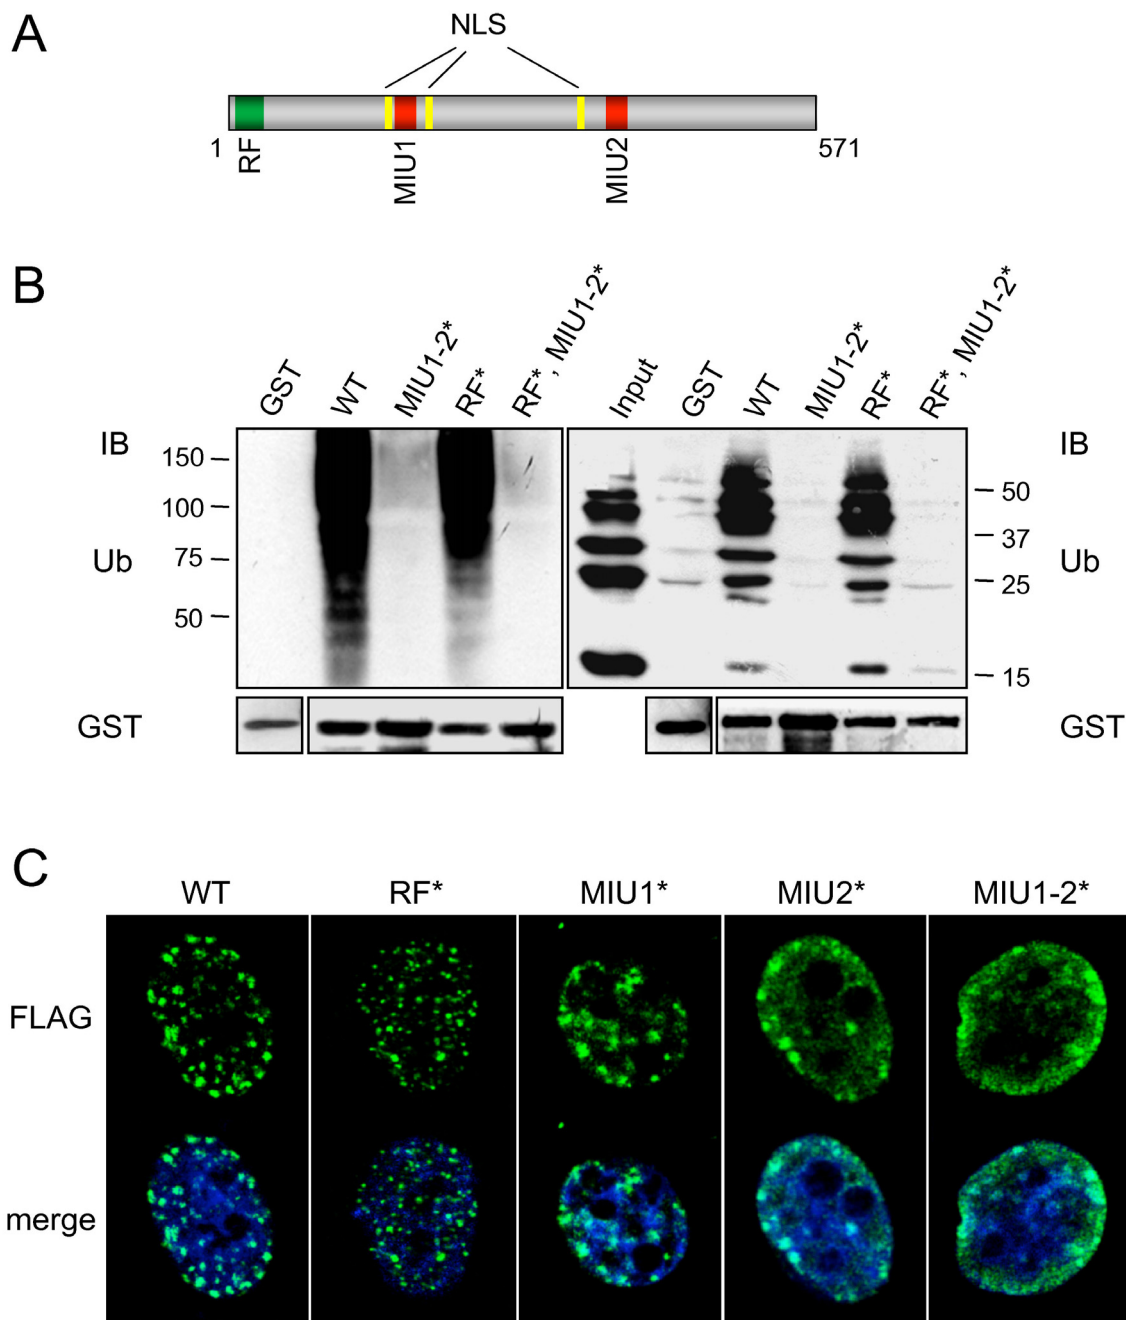 A
NLS
1
RF
MIU1
MIU2
571
B
GST
WT
MIU1-2*
RF*
RF*, MIU1-2*
Input
GST
WT
MIU1-2*
RF*
RF*, MIU1-2*
IB
150
100
75
50
Ub
IB
50
37
25
15
Ub
GST
GST
C
WT
RF*
MIU1*
MIU2*
MIU1-2*
FLAG
merge